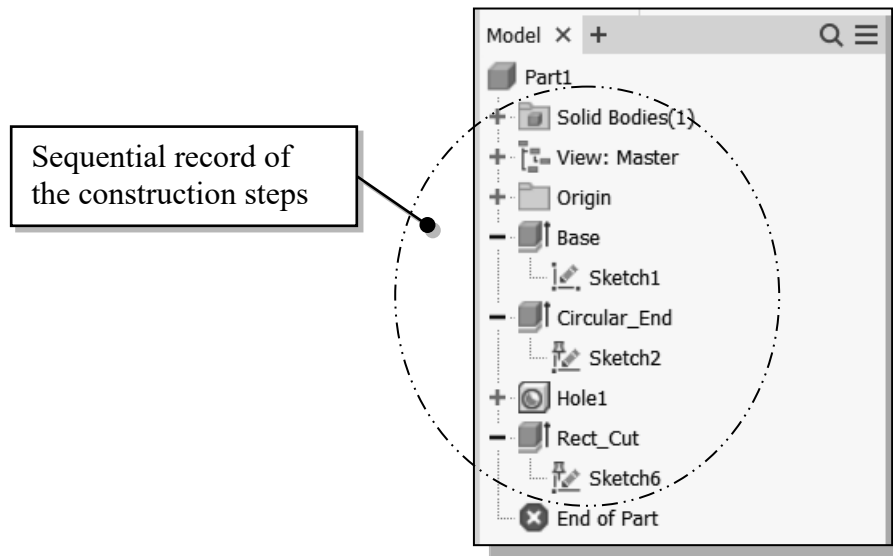 Model
Part1
Solid Bodies(1)
View: Master
Origin
Base
Sketch1
Circular_End
Sketch2
Hole1
Rect_Cut
Sketch6
End of Part
Sequential record of
the construction steps